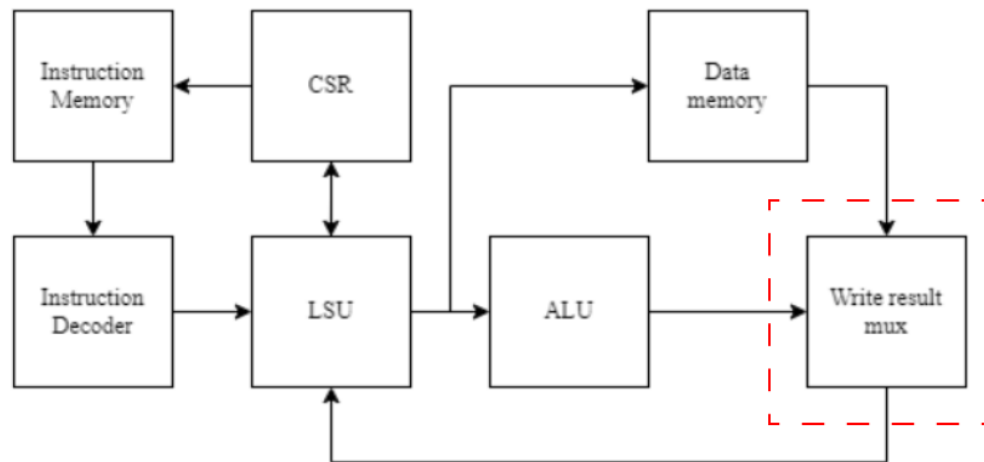 Instruction
Memory
CSR
Data
memory
Instruction
Decoder
LSU
ALU
Write result
mux